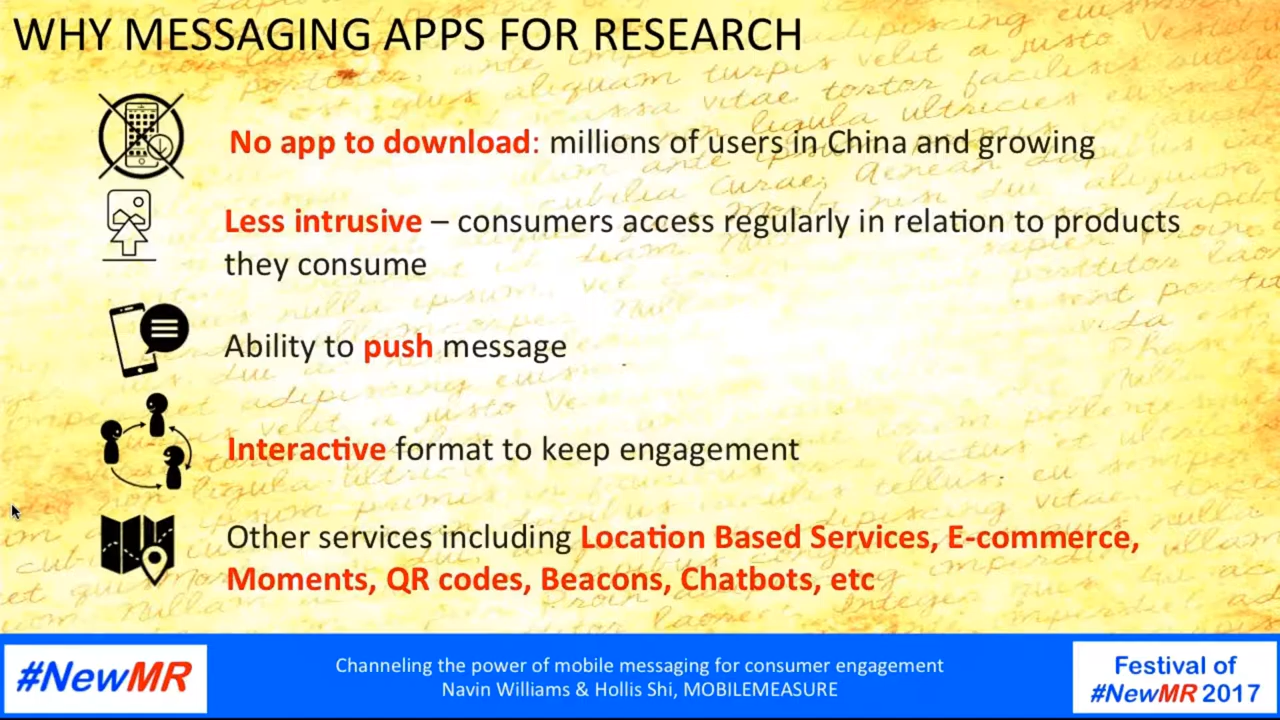 WHY MESSAGING APPS FOR RESEARCH
No app to download: millions of users in China and growing
Less intrusive – consumers access regularly in relation to products
they consume
Ability to push message
Interactive format to keep engagement
Other services including Location Based Services, E-commerce,
Moments, QR codes, Beacons, Chatbots, etc
#NewMR
Channeling the power of mobile messaging for consumer engagement
Navin Williams & Hollis Shi, MOBILEMEASURE
Festival of
#NewMR 2017